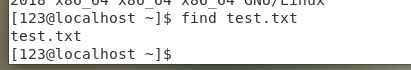 2018 x86_64 x86_64 x86_64 GNU/Linux
[123@localhost ~]$ find test.txt
test.txt
[123@localhost ~]$